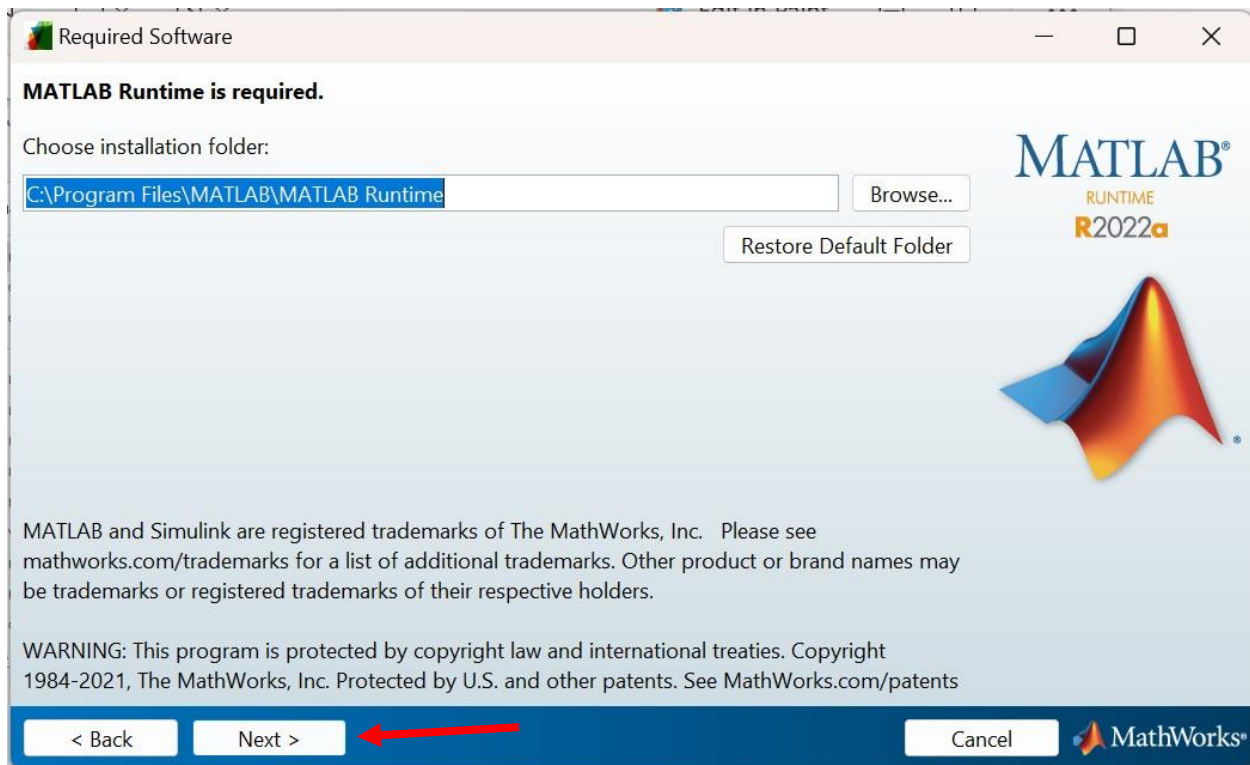 Required Software
MATLAB Runtime is required.
Choose installation folder:
C:\Program Files\MATLAB\MATLAB Runtime
Browse...
Restore Default Folder
MATLAB®
RUNTIME
R2022a
®
MATLAB and Simulink are registered trademarks of The MathWorks, Inc. Please see
mathworks.com/trademarks for a list of additional trademarks. Other product or brand names may
be trademarks or registered trademarks of their respective holders.
WARNING: This program is protected by copyright law and international treaties. Copyright
1984-2021, The MathWorks, Inc. Protected by U.S. and other patents. See MathWorks.com/patents
< Back
Next >
Cancel
MathWorks®